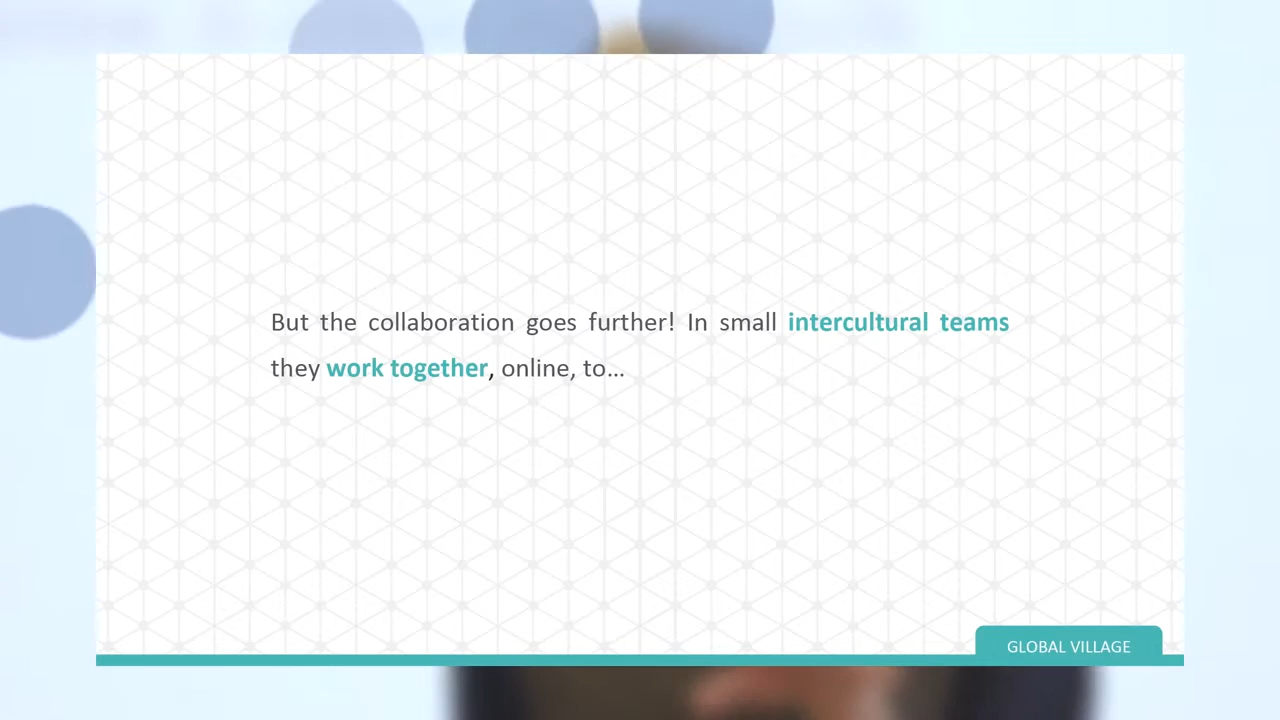 But the collaboration goes further! In small intercultural teams
they work together, online, to...
GLOBAL VILLAGE